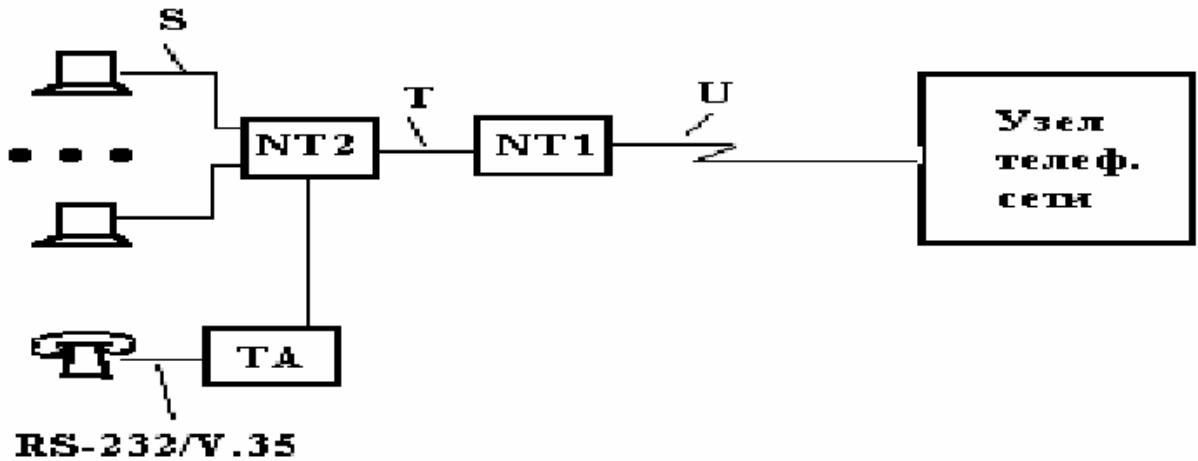 S
T
U
NT2
NT1
Узел
телеф.
сети
TA
RS-232/V.35